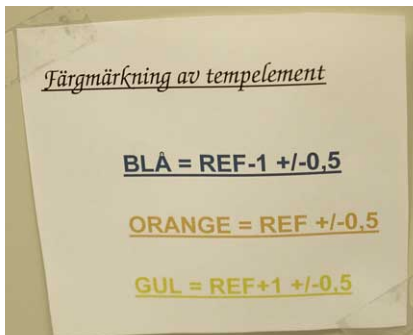 Färgmärkning av tempelement
BLÅ = REF-1 +/-0,5
ORANGE = REF +/-0,5
GUL = REF+1 +/-0,5